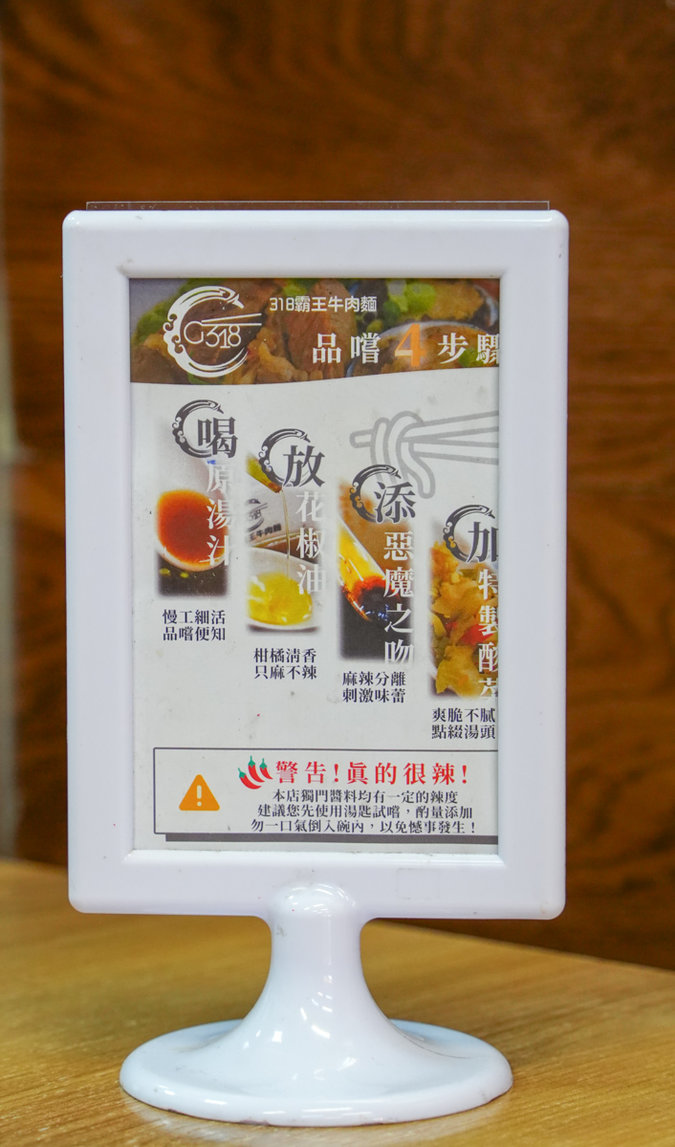 G318
318霸王牛肉麵
品嚐4步驟
喝原湯汁
慢工細活
品嚐便知
放花椒油
柑橘清香
只麻不辣
添惡魔之吻
麻辣分離
刺激味蕾
加特製酸菜
爽脆不膩
點綴湯頭
警告!真的很辣!
本店獨門醬料均有一定的辣度
建議您先使用湯匙試嚐，酌量添加
勿一口氣倒入碗內，以免憾事發生!